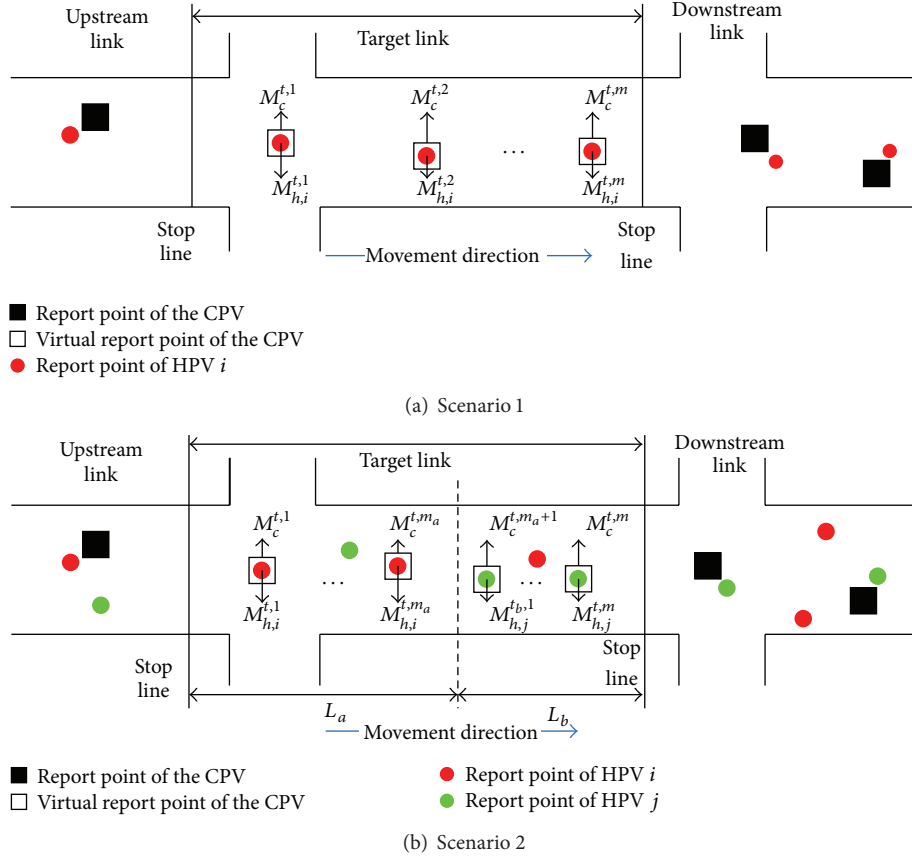 Upstream link
Target link
Downstream link
M_c^{t,1} M_c^{t,2} M_c^{t,m}
...
M_{h,i}^{t,1} M_{h,i}^{t,2} M_{h,i}^{t,m}
Stop line
Stop line
Movement direction
Report point of the CPV
Virtual report point of the CPV
Report point of HPV i
(a) Scenario 1
Upstream link
Target link
Downstream link
M_c^{t,1} M_c^{t,m_a} M_c^{t,m_a+1} M_c^{t,m}
... ...
M_{h,i}^{t,1} M_{h,i}^{t,m_a} M_{h,j}^{t_b,1} M_{h,j}^{t,m}
Stop line
Stop line
L_a L_b
Movement direction
Report point of the CPV
Virtual report point of the CPV
Report point of HPV i
Report point of HPV j
(b) Scenario 2